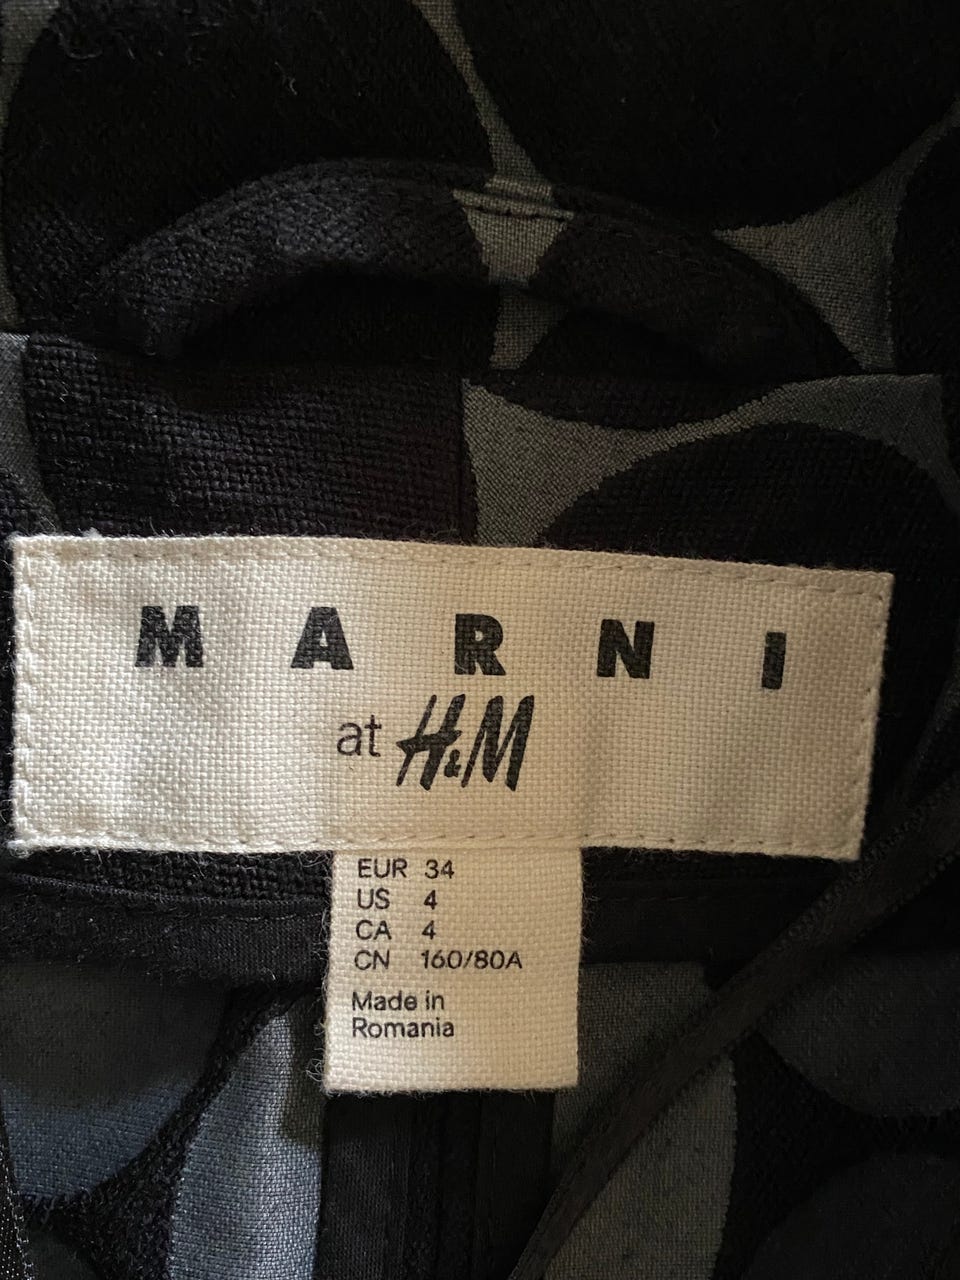 MARNI
at H&M
EUR 34
US 4
CA 4
CN 160/80A
Made in
Romania